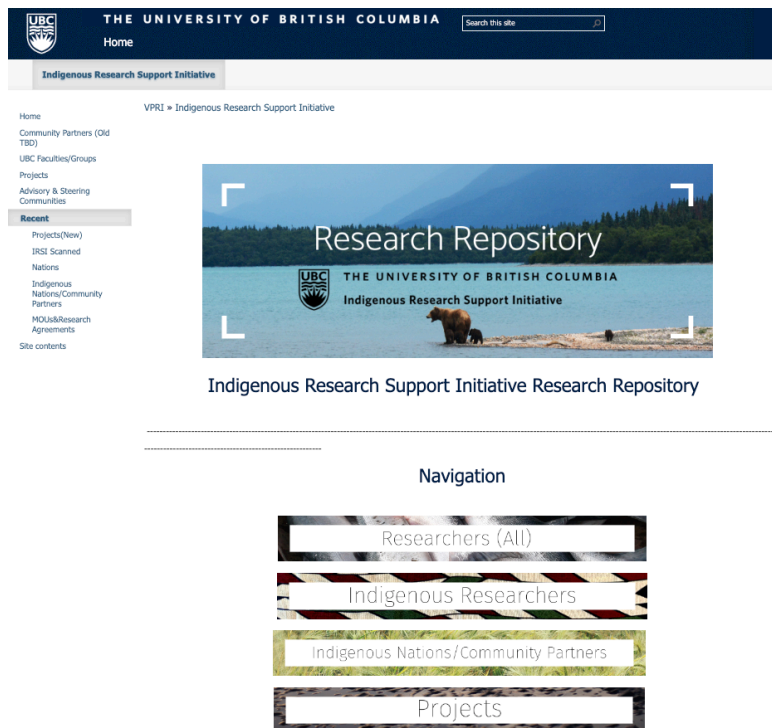 UBC
THE UNIVERSITY OF BRITISH COLUMBIA
Search this site
Home
Indigenous Research Support Initiative
Home
Community Partners (Old
TBD)
UBC Faculties/Groups
Projects
Advisory & Steering
Communities
Recent
Projects(New)
IRSI Scanned
Nations
Indigenous
Nations/Community
Partners
MOUs&Research
Agreements
Site contents
VPRI » Indigenous Research Support Initiative
Research Repository
UBC
THE UNIVERSITY OF BRITISH COLUMBIA
Indigenous Research Support Initiative
Indigenous Research Support Initiative Research Repository
Navigation
Researchers (All)
Indigenous Researchers
Indigenous Nations/Community Partners
Projects